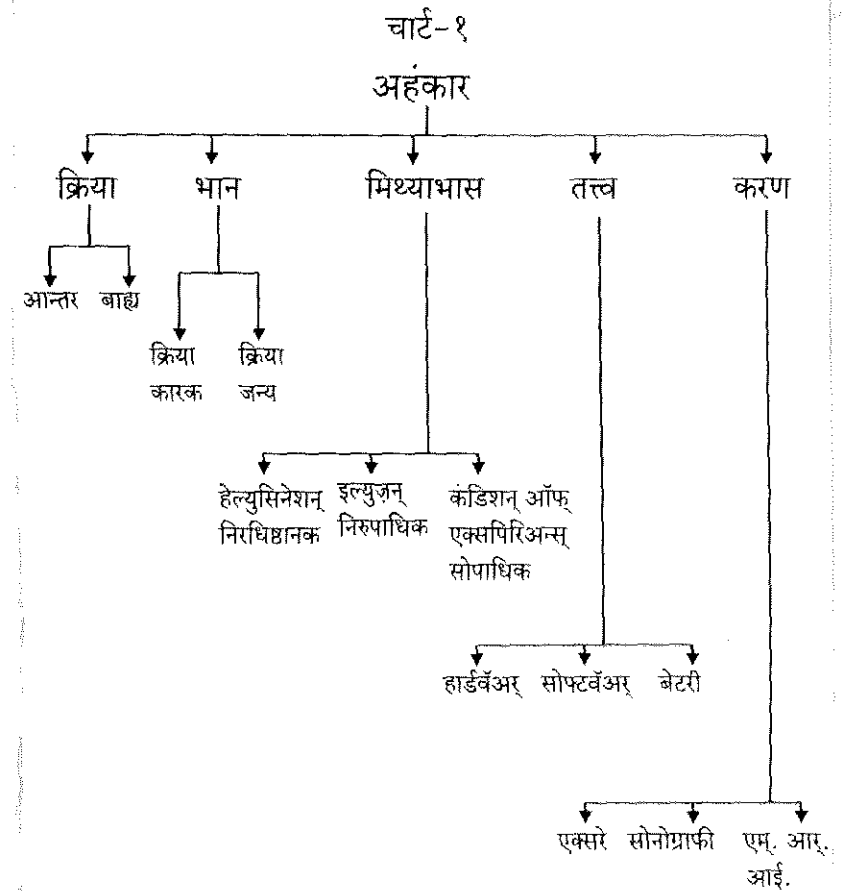 चार्ट-१
अहंकार
क्रिया भान मिथ्याभास तत्त्व करण
आन्तर बाह्य
क्रिया
कारक
क्रिया
जन्य
हेल्युसिनेशन्
निरधिष्ठानक
इल्युज़न्
निरुपाधिक
कंडिशन् ऑफ्
एक्सपिरिअन्स्
सोपाधिक
हार्डवॅअर् सोफ्टवॅअर् बेटरी
एक्सरे सोनोग्राफी
एम्. आर्.
आई.